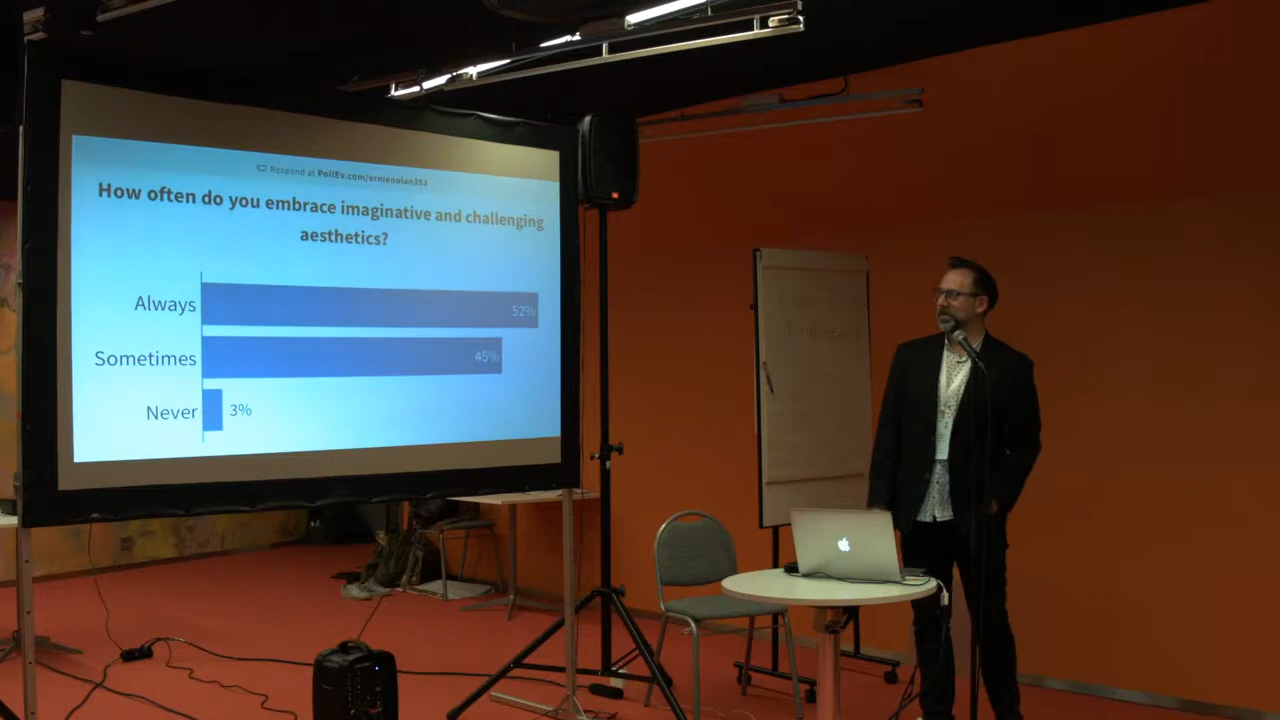 Respond at PollEv.com/ernienolan353
How often do you embrace imaginative and challenging
aesthetics?
Always 52%
Sometimes 45%
Never 3%